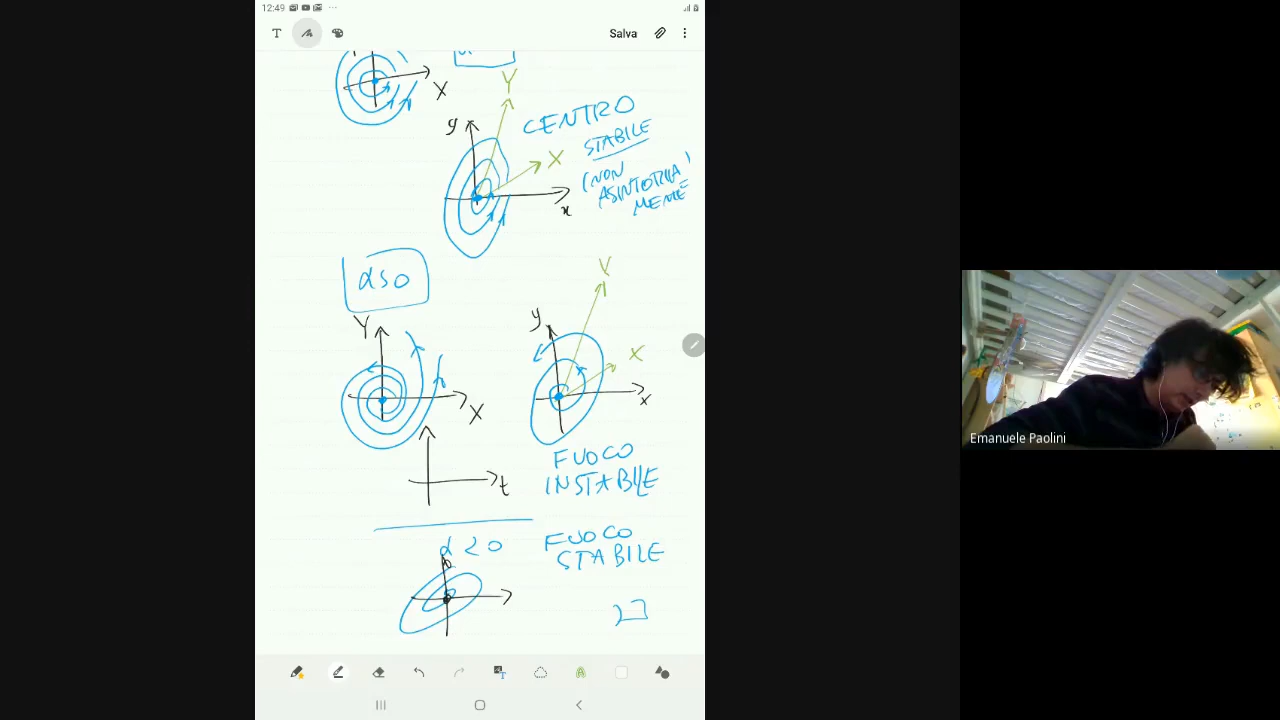 12:49
T
Salva
X
Y
y
CENTRO
STABILE
X
(NON
ASINTOTICA
MENTE
x
α>0
Y
Y
y
X
X
x
FUOCO
INSTABILE
t
α<0
FUOCO
STABILE
Emanuele Paolini